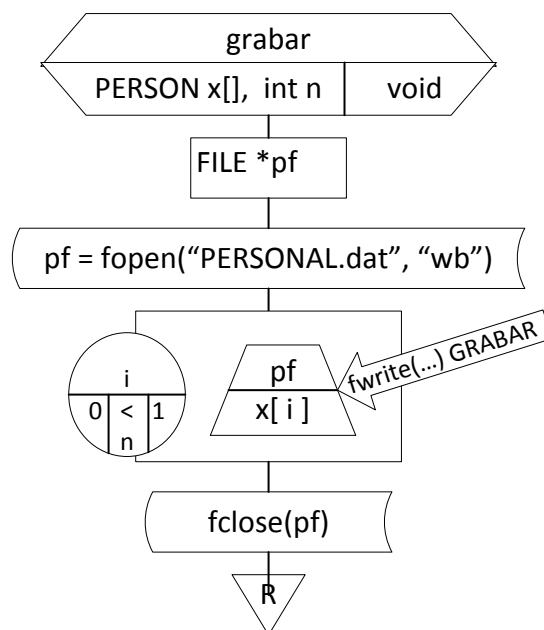 grabar
PERSON x[], int n
void
FILE *pf
pf = fopen(“PERSONAL.dat”, “wb”)
i
0 < 1
n
pf
x[ i ]
fwrite(...) GRABAR
fclose(pf)
R